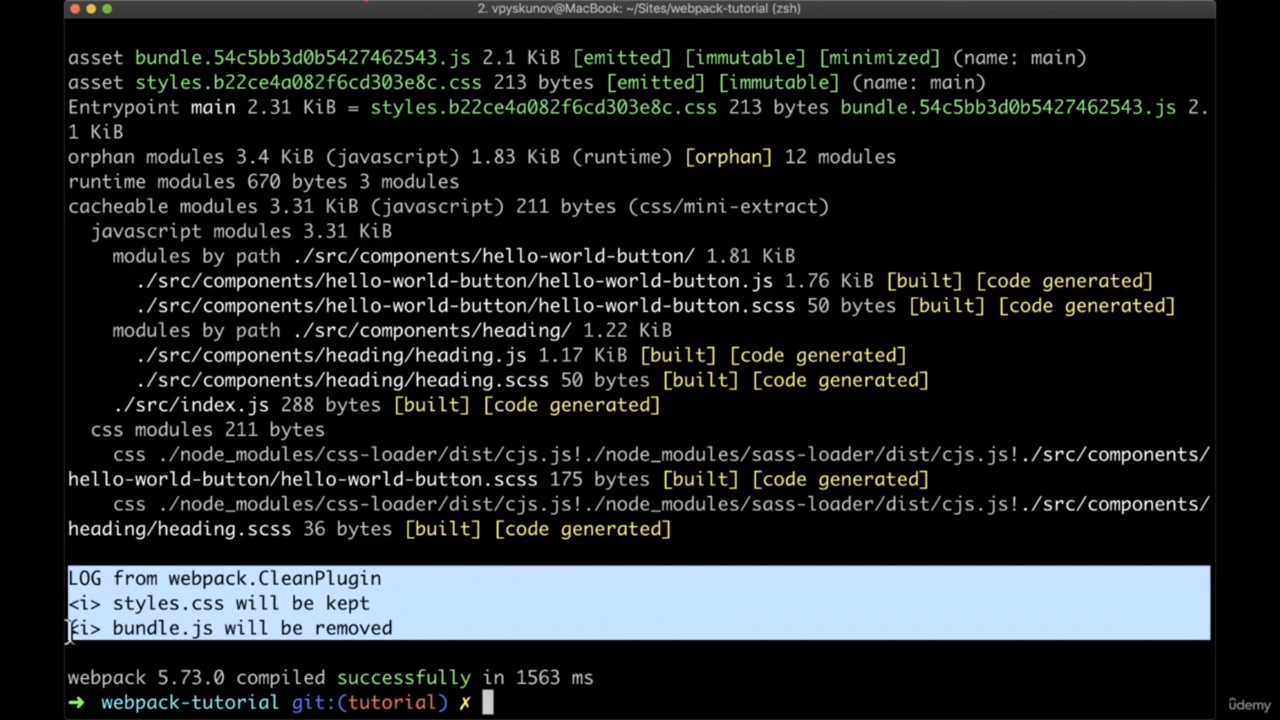 2. vpyskunov@MacBook: ~/Sites/webpack-tutorial (zsh)
asset bundle.54c5bb3d0b5427462543.js 2.1 KiB [emitted] [immutable] [minimized] (name: main)
asset styles.b22ce4a082f6cd303e8c.css 213 bytes [emitted] [immutable] (name: main)
Entrypoint main 2.31 KiB = styles.b22ce4a082f6cd303e8c.css 213 bytes bundle.54c5bb3d0b5427462543.js 2.
1 KiB
orphan modules 3.4 KiB (javascript) 1.83 KiB (runtime) [orphan] 12 modules
runtime modules 670 bytes 3 modules
cacheable modules 3.31 KiB (javascript) 211 bytes (css/mini-extract)
javascript modules 3.31 KiB
modules by path ./src/components/hello-world-button/ 1.81 KiB
./src/components/hello-world-button/hello-world-button.js 1.76 KiB [built] [code generated]
./src/components/hello-world-button/hello-world-button.scss 50 bytes [built] [code generated]
modules by path ./src/components/heading/ 1.22 KiB
./src/components/heading/heading.js 1.17 KiB [built] [code generated]
./src/components/heading/heading.scss 50 bytes [built] [code generated]
./src/index.js 288 bytes [built] [code generated]
css modules 211 bytes
css ./node_modules/css-loader/dist/cjs.js!./node_modules/sass-loader/dist/cjs.js!./src/components/
hello-world-button/hello-world-button.scss 175 bytes [built] [code generated]
css ./node_modules/css-loader/dist/cjs.js!./node_modules/sass-loader/dist/cjs.js!./src/components/
heading/heading.scss 36 bytes [built] [code generated]
LOG from webpack.CleanPlugin
<i> styles.css will be kept
<i> bundle.js will be removed
webpack 5.73.0 compiled successfully in 1563 ms
➜ webpack-tutorial git:(tutorial) ✗
ûdemy